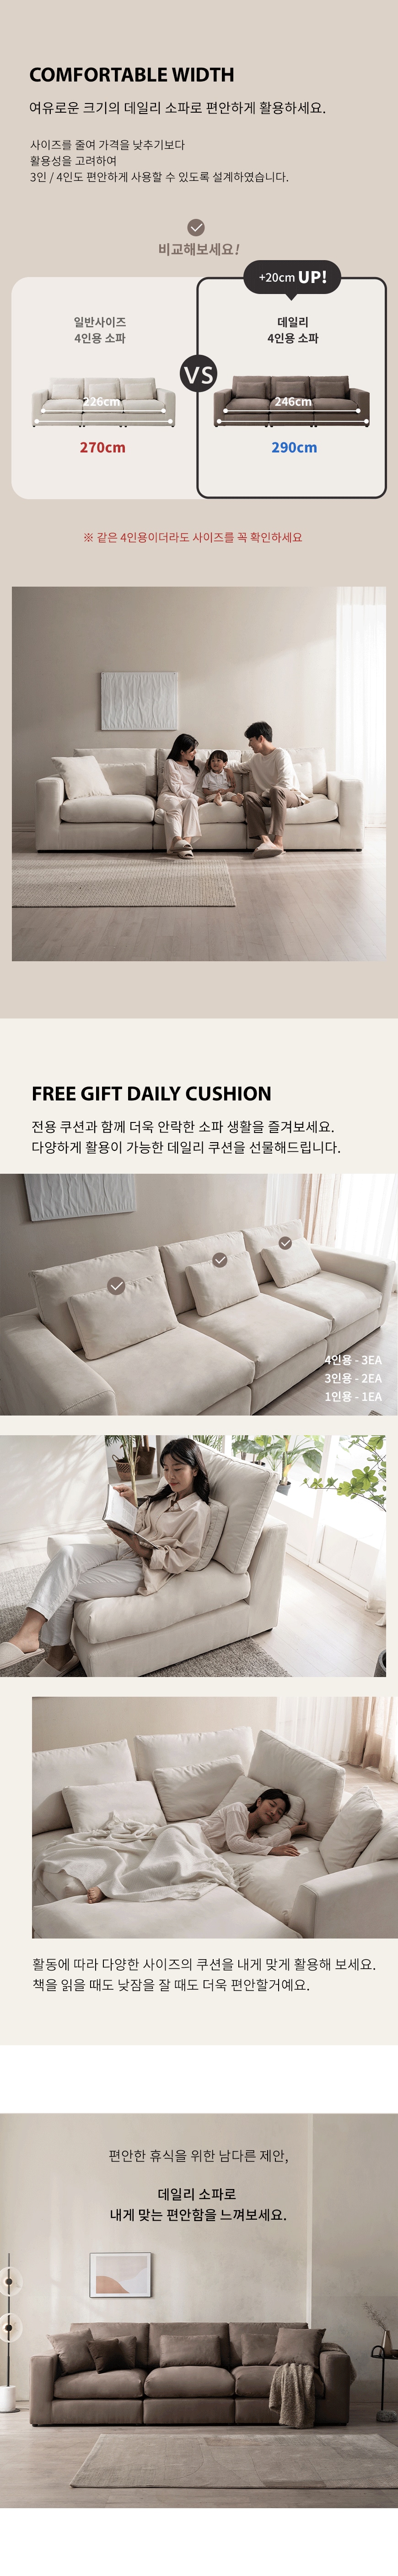 COMFORTABLE WIDTH
여유로운 크기의 데일리 소파로 편안하게 활용하세요.
사이즈를 줄여 가격을 낮추기보다
활용성을 고려하여
3인 / 4인도 편안하게 사용할 수 있도록 설계하였습니다.
비교해보세요!
+20cm UP!
일반사이즈
4인용 소파
226cm
270cm
VS
데일리
4인용 소파
246cm
290cm
※ 같은 4인용이더라도 사이즈를 꼭 확인하세요
FREE GIFT DAILY CUSHION
전용 쿠션과 함께 더욱 안락한 소파 생활을 즐겨보세요.
다양하게 활용이 가능한 데일리 쿠션을 선물해드립니다.
4인용 - 3EA
3인용 - 2EA
1인용 - 1EA
활동에 따라 다양한 사이즈의 쿠션을 내게 맞게 활용해 보세요.
책을 읽을 때도 낮잠을 잘 때도 더욱 편안할거예요.
편안한 휴식을 위한 남다른 제안,
데일리 소파로
내게 맞는 편안함을 느껴보세요.